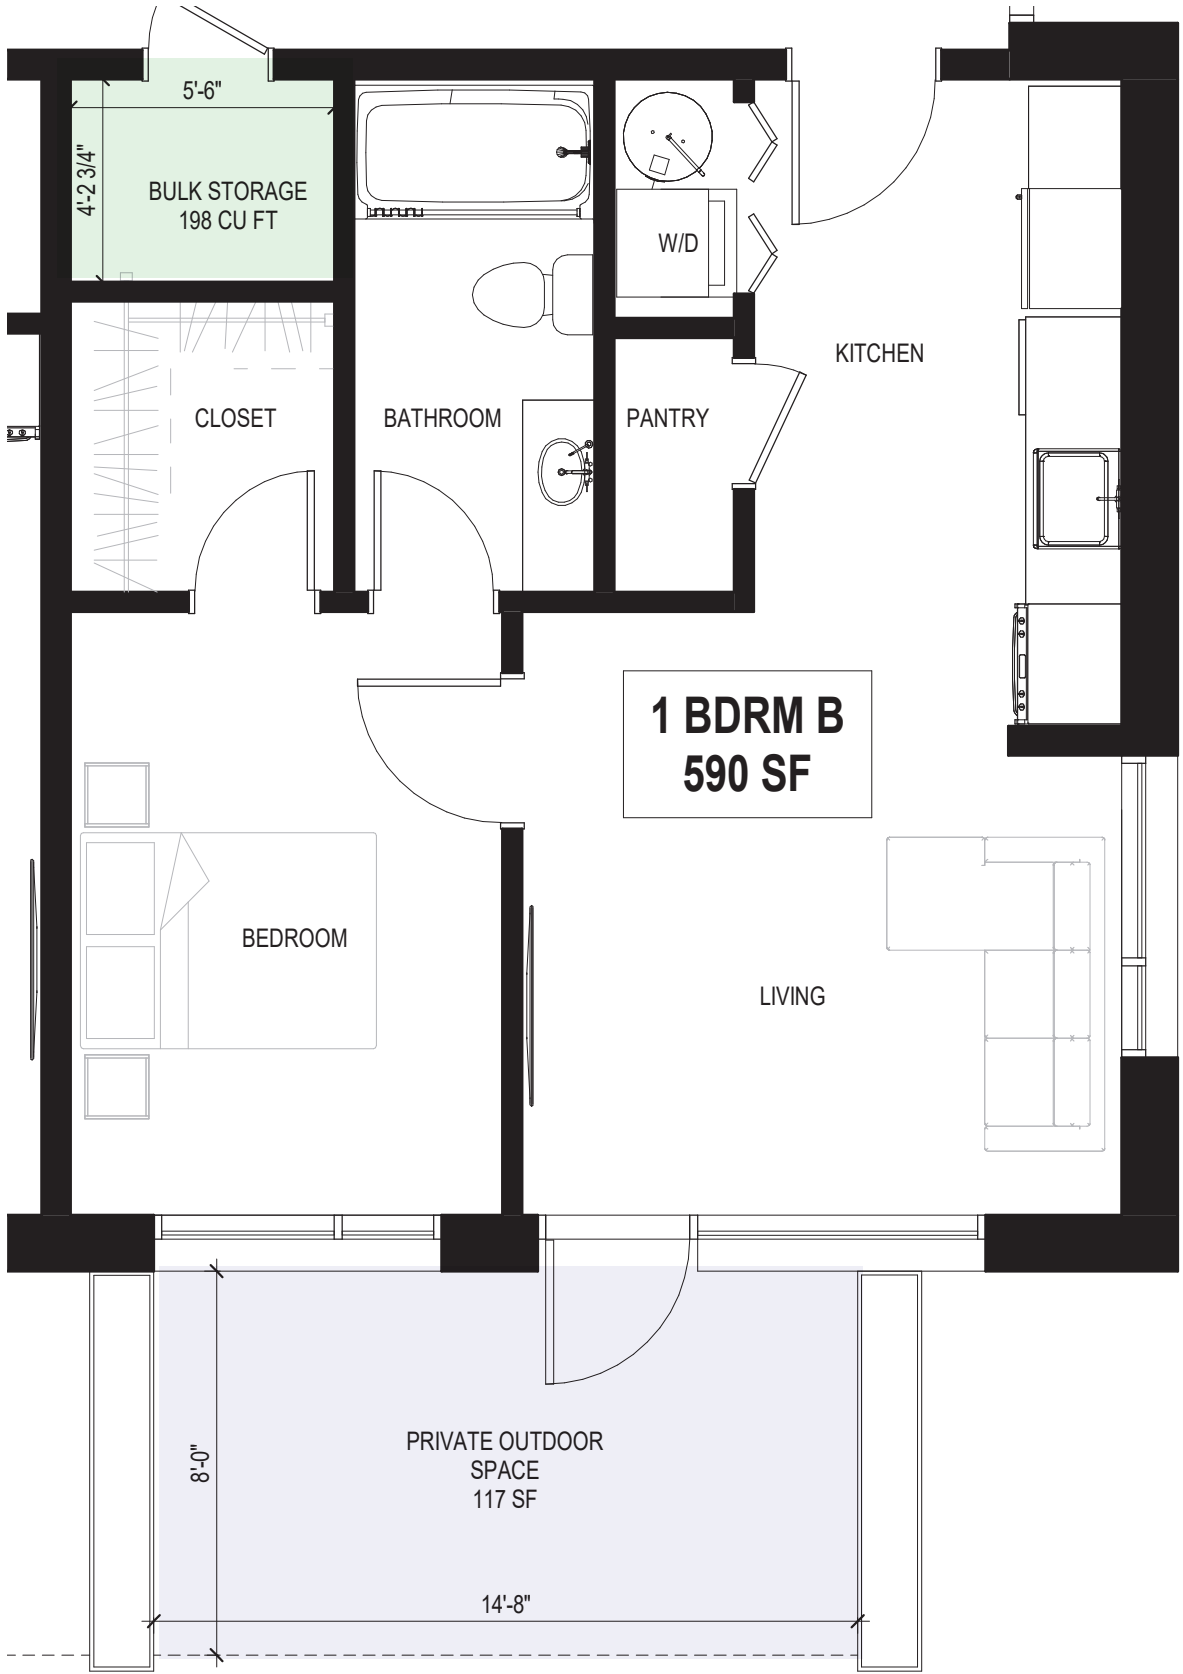 5'-6"
4'-2 3/4"
BULK STORAGE
198 CU FT
W/D
KITCHEN
CLOSET
BATHROOM
PANTRY
1 BDRM B
590 SF
BEDROOM
LIVING
PRIVATE OUTDOOR
SPACE
117 SF
8'-0"
14'-8"